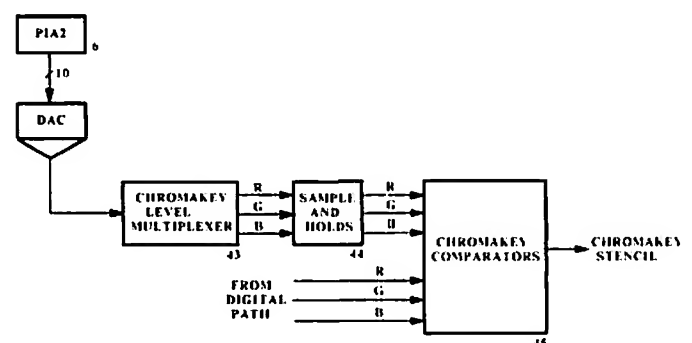 PIA2
6
10
DAC
CHROMAKEY
LEVEL
MULTIPLEXER
43
R
G
B
SAMPLE
AND
HOLDS
44
R
G
B
CHROMAKEY
COMPARATORS
45
CHROMAKEY
STENCIL
FROM
DIGITAL
PATH
R
G
B